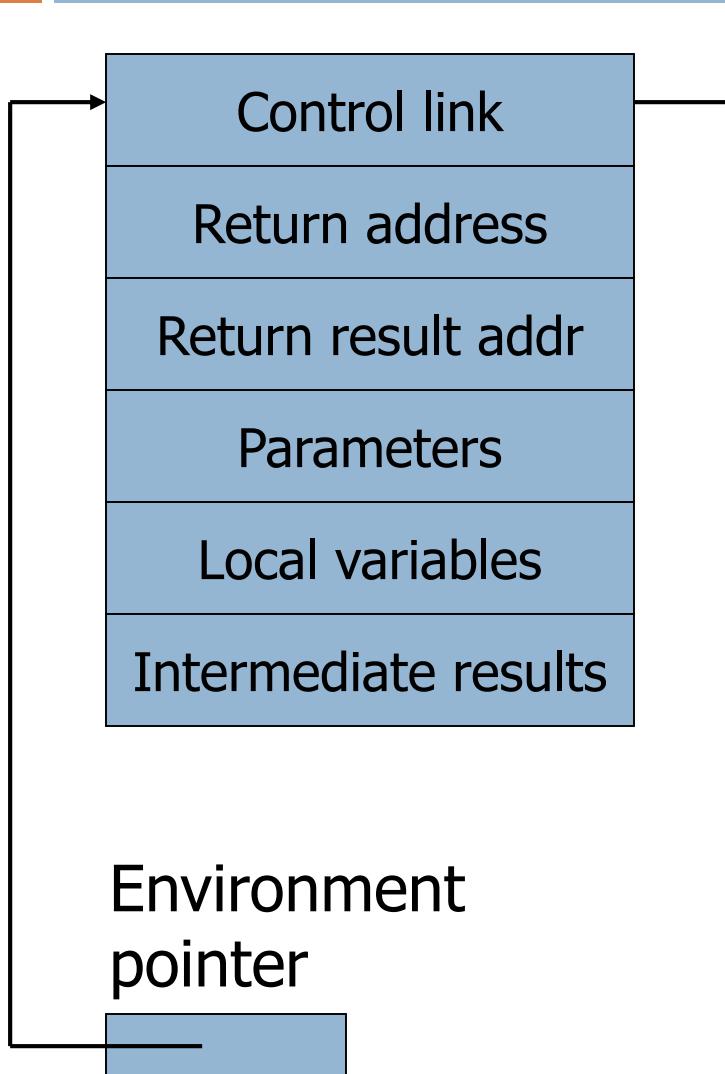 Control link
Return address
Return result addr
Parameters
Local variables
Intermediate results
Environment
pointer